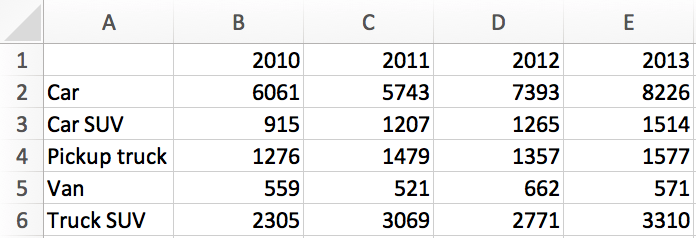 A B C D E
1 2010 2011 2012 2013
2 Car 6061 5743 7393 8226
3 Car SUV 915 1207 1265 1514
4 Pickup truck 1276 1479 1357 1577
5 Van 559 521 662 571
6 Truck SUV 2305 3069 2771 3310